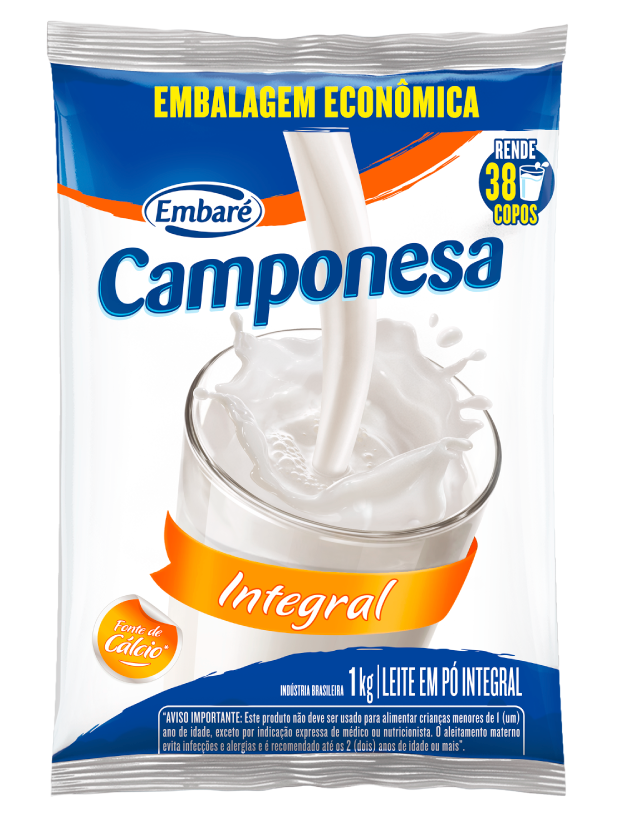 EMBALAGEM ECONÔMICA
RENDE
38
COPOS
Embaré
Camponesa
Integral
Fonte de
Cálcio*
INDÚSTRIA BRASILEIRA 1kg | LEITE EM PÓ INTEGRAL
"AVISO IMPORTANTE: Este produto não deve ser usado para alimentar crianças menores de 1 (um)
ano de idade, exceto por indicação expressa de médico ou nutricionista. O aleitamento materno
evita infecções e alergias e é recomendado até os 2 (dois) anos de idade ou mais".